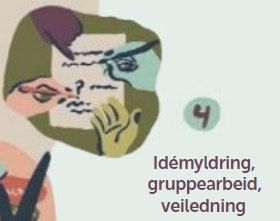 ?
4
Idémyldring,
gruppearbeid,
veiledning